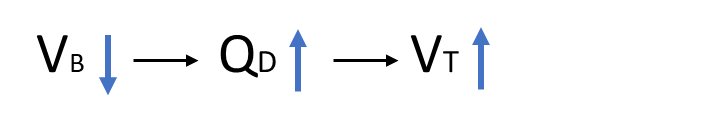 VB ↓ → QD ↑ → VT ↑